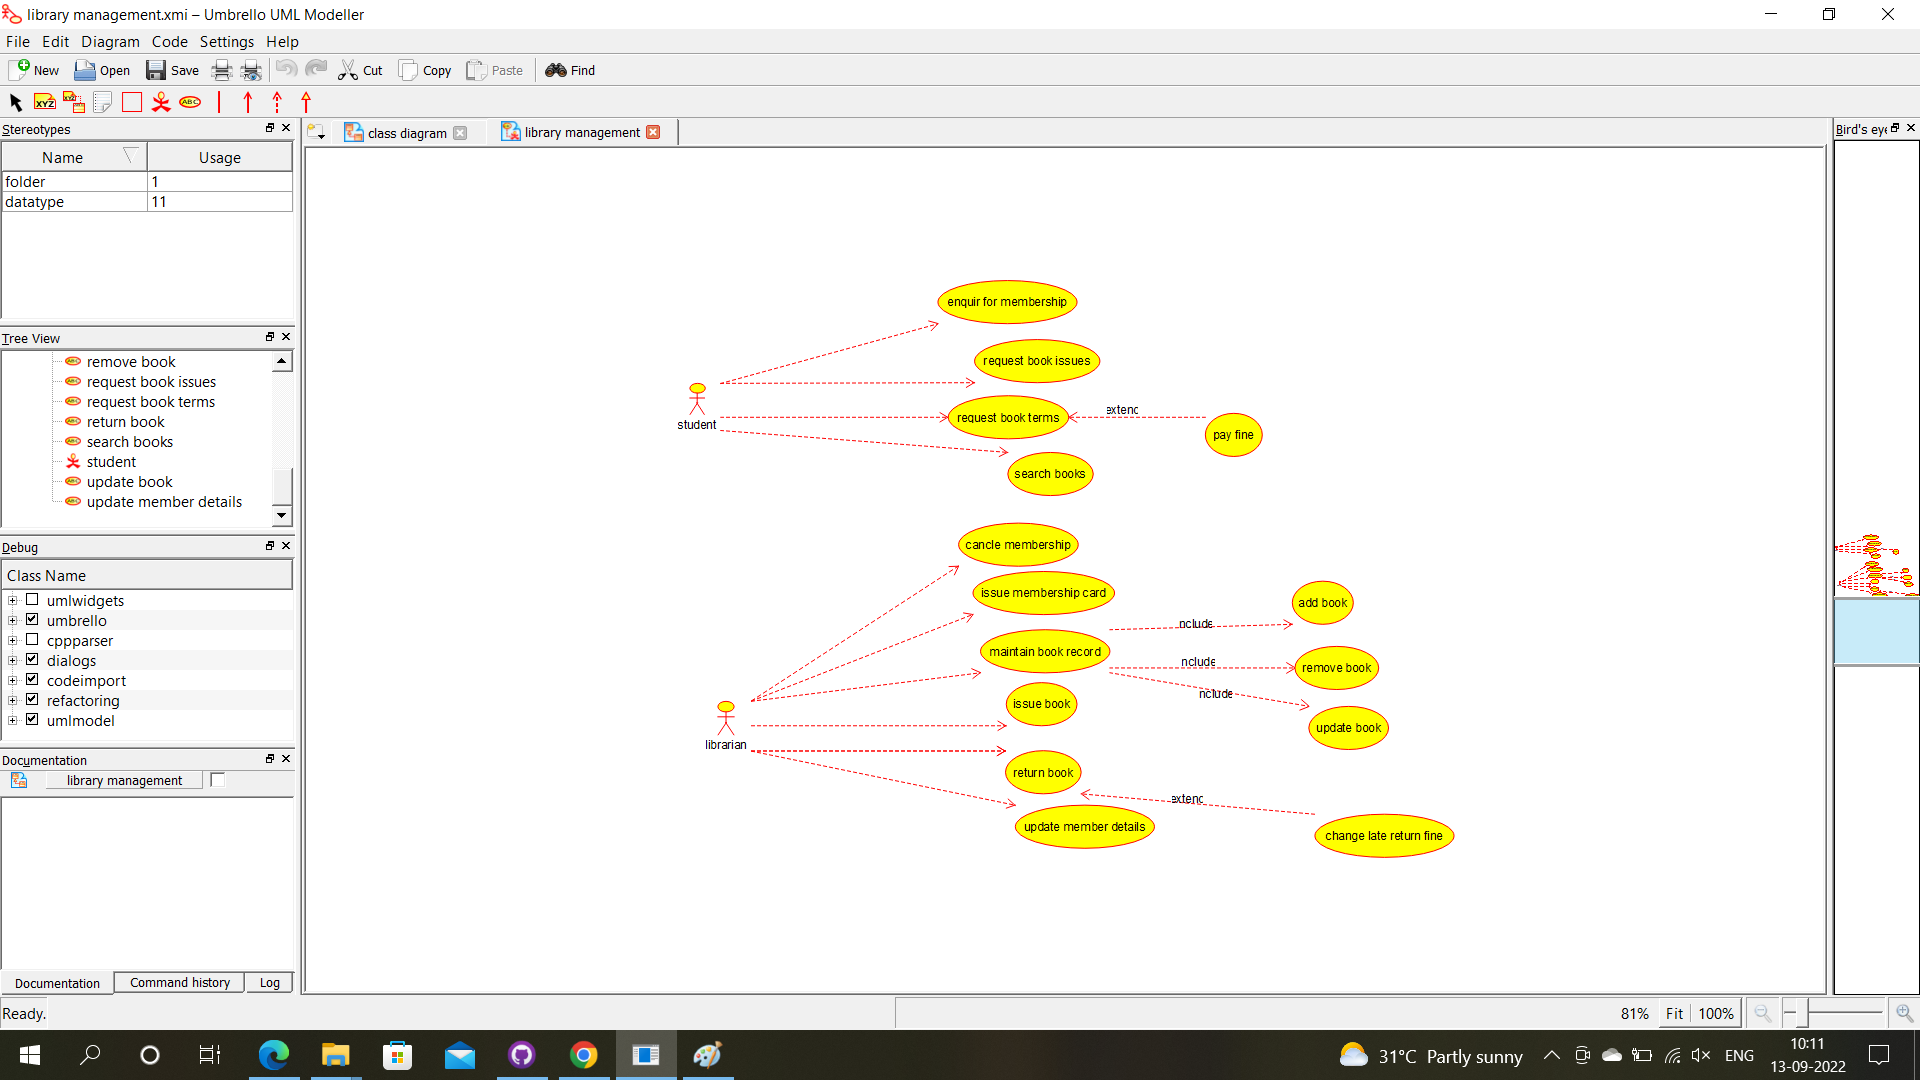 library management.xmi – Umbrello UML Modeller
File Edit Diagram Code Settings Help
New Open Save Cut Copy Paste Find
XYZ ABC
Stereotypes
Name Usage
folder 1
datatype 11
Tree View
remove book
request book issues
request book terms
return book
search books
student
update book
update member details
Debug
Class Name
umlwidgets
umbrello
cppparser
dialogs
codeimport
refactoring
umlmodel
Documentation
library management
Documentation Command history Log
Ready.
class diagram library management
enquir for membership
request book issues
student
request book terms
extend
pay fine
search books
cancle membership
issue membership card
maintain book record
nclude
add book
nclude
remove book
nclude
update book
issue book
librarian
return book
extend
update member details
change late return fine
Bird's eye
81% Fit 100%
31°C Partly sunny
ENG
10:11
13-09-2022